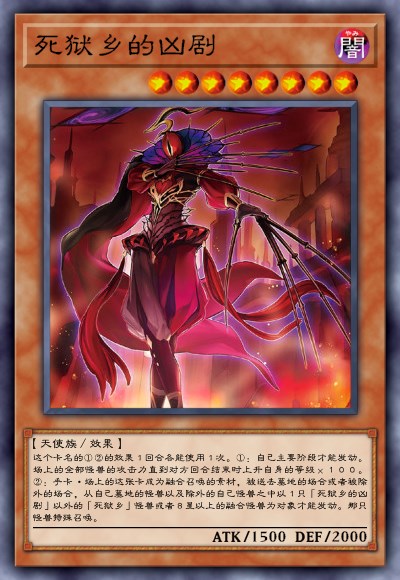 死狱乡的凶剧
やみ
闇
【天使族／效果】
这个卡名的①②的效果1回合各能使用1次。①：自己主要阶段才能发动。
场上的全部怪兽的攻击力直到对方回合结束时上升自身的等级×100。
②：手卡·场上的这张卡成为融合召唤的素材，被送去墓地的场合或者被除
外的场合，从自己墓地的怪兽以及除外的自己怪兽之中以1只「死狱乡的凶
剧」以外的「死狱乡」怪兽或者8星以上的融合怪兽为对象才能发动。那只
怪兽特殊召唤。
ATK/1500 DEF/2000